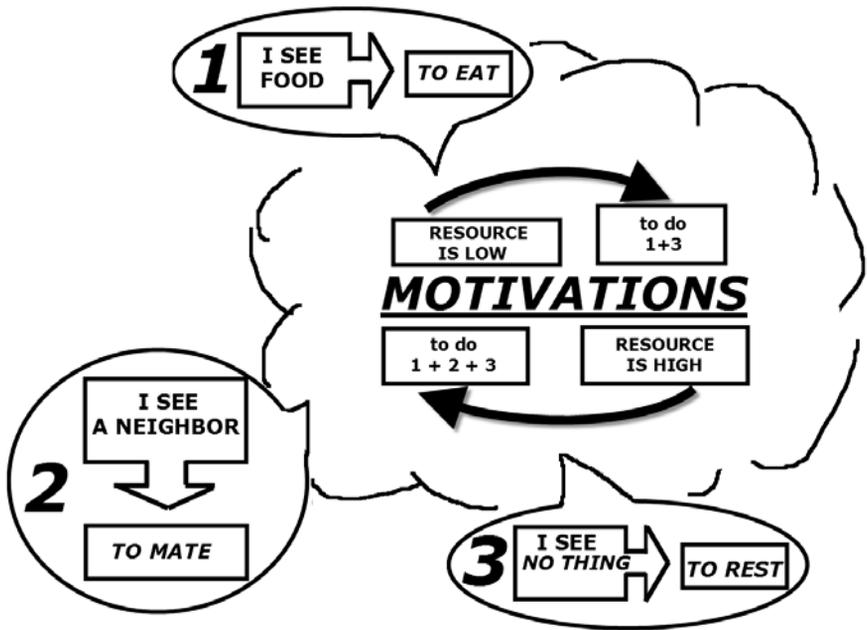 1
I SEE
FOOD
TO EAT
RESOURCE
IS LOW
to do
1+3
MOTIVATIONS
to do
1 + 2 + 3
RESOURCE
IS HIGH
2
I SEE
A NEIGHBOR
TO MATE
3
I SEE
NO THING
TO REST